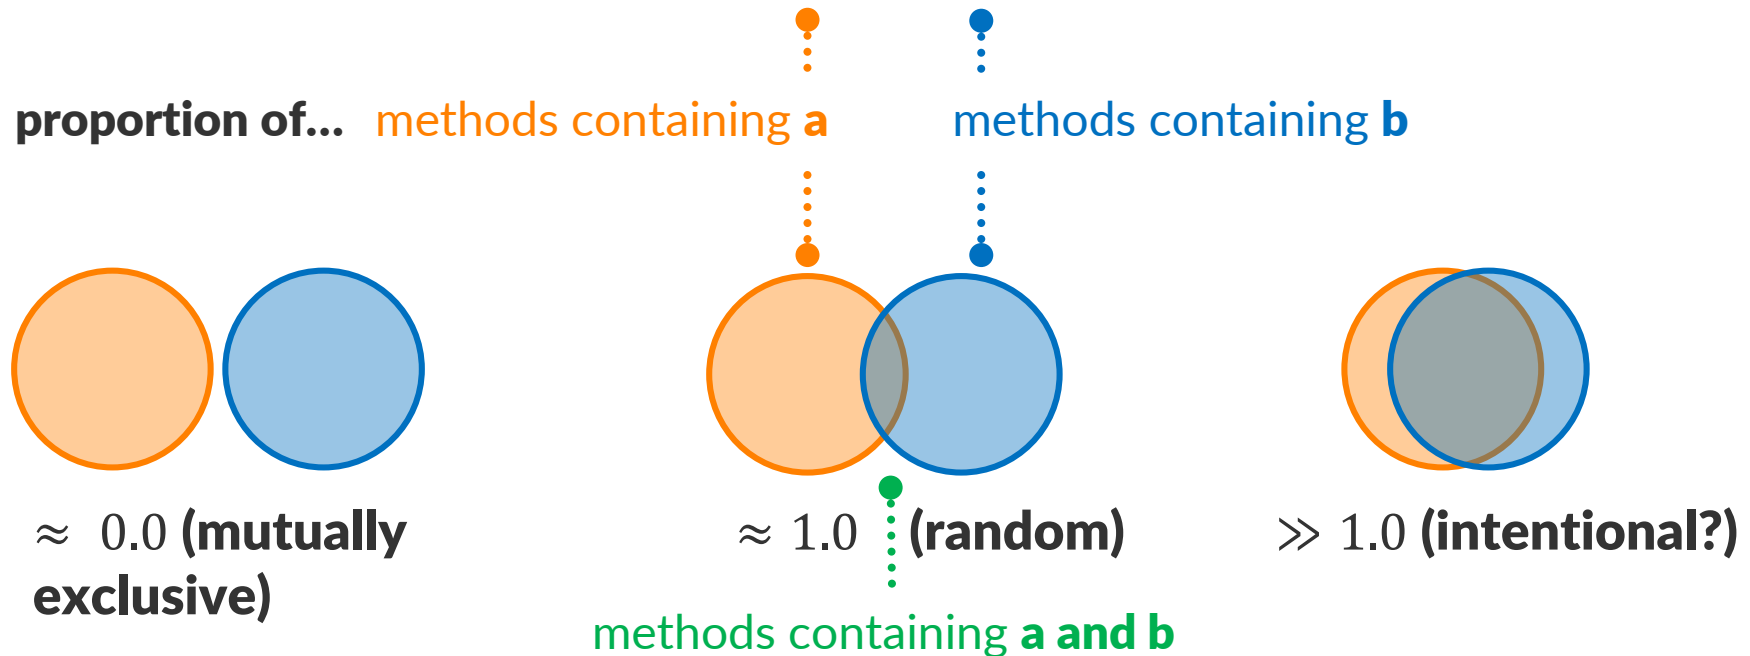 proportion of... methods containing a methods containing b
≈ 0.0 (mutually
exclusive)
≈ 1.0 (random)
≫ 1.0 (intentional?)
methods containing a and b